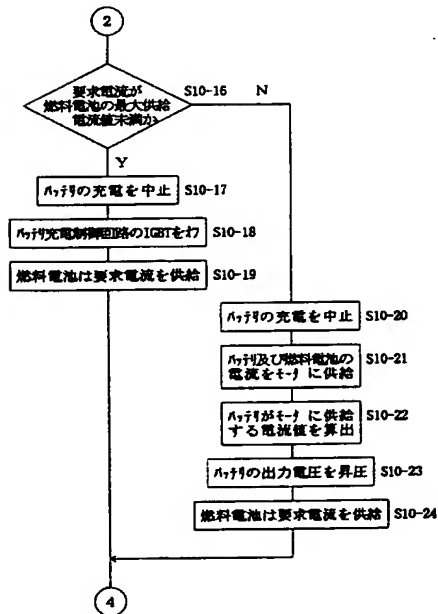 2
要求電流が
燃料電池の最大供給
電流値未満か
S10-16
N
Y
バッテリの充電を中止 S10-17
バッテリ充電制御回路のIGBTをオフ S10-18
燃料電池は要求電流を供給 S10-19
バッテリの充電を中止 S10-20
バッテリ及び燃料電池の
電流をモータに供給
S10-21
バッテリがモータに供給
する電流値を算出
S10-22
バッテリの出力電圧を昇圧 S10-23
燃料電池は要求電流を供給 S10-24
4